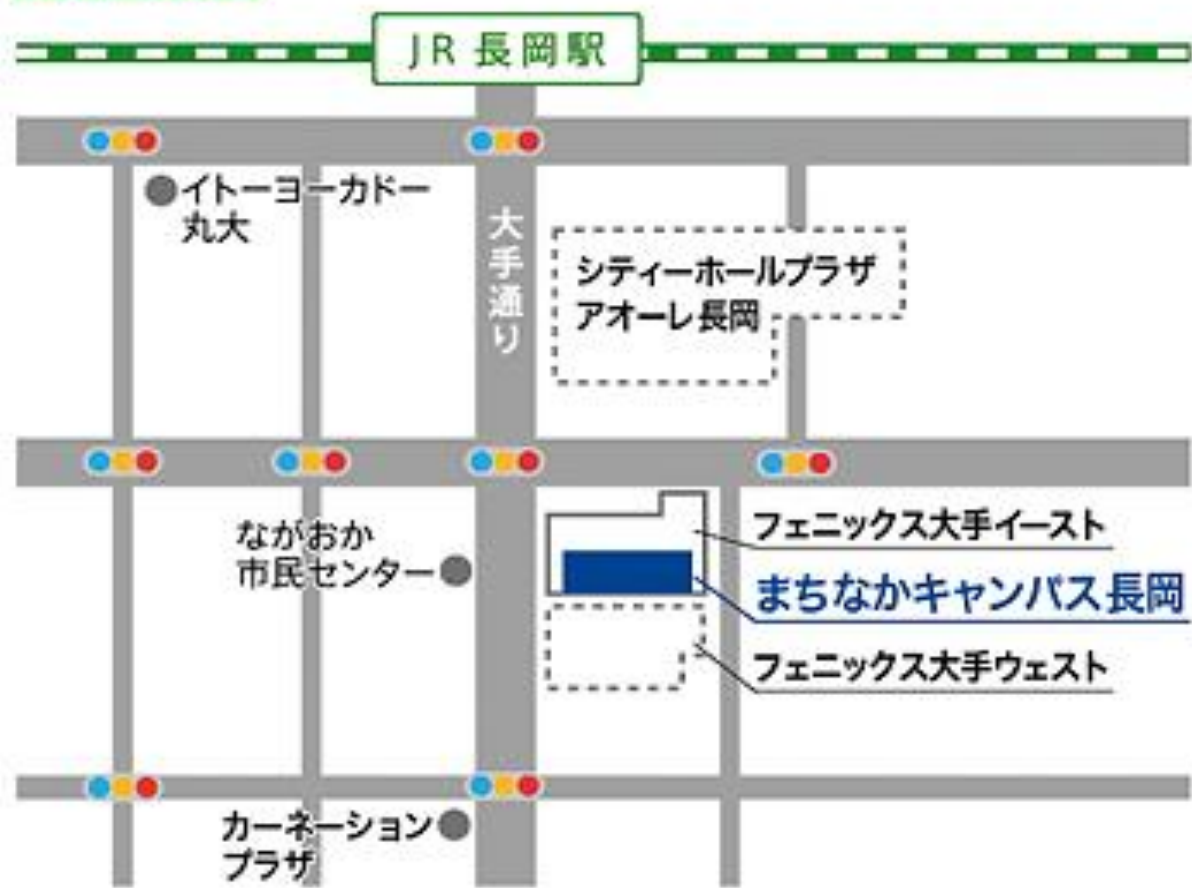 JR 長岡駅
イトーヨーカドー
丸大
大手通り
シティーホールプラザ
アオーレ長岡
ながおか
市民センター
フェニックス大手イースト
まちなかキャンパス長岡
フェニックス大手ウェスト
カーネーション
プラザ